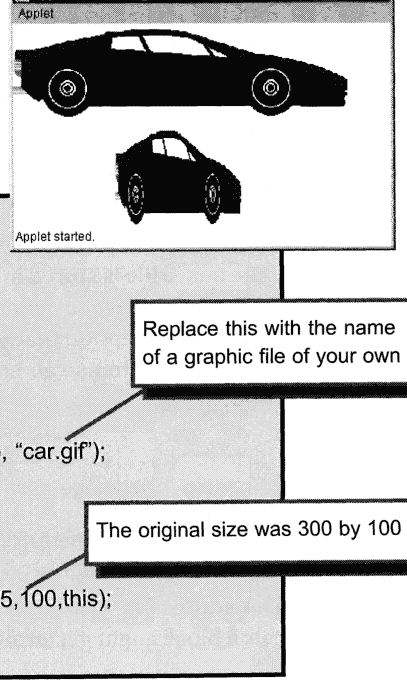 Applet
Applet started.
Replace this with the name
of a graphic file of your own
, “car.gif”);
The original size was 300 by 100
5,100,this);